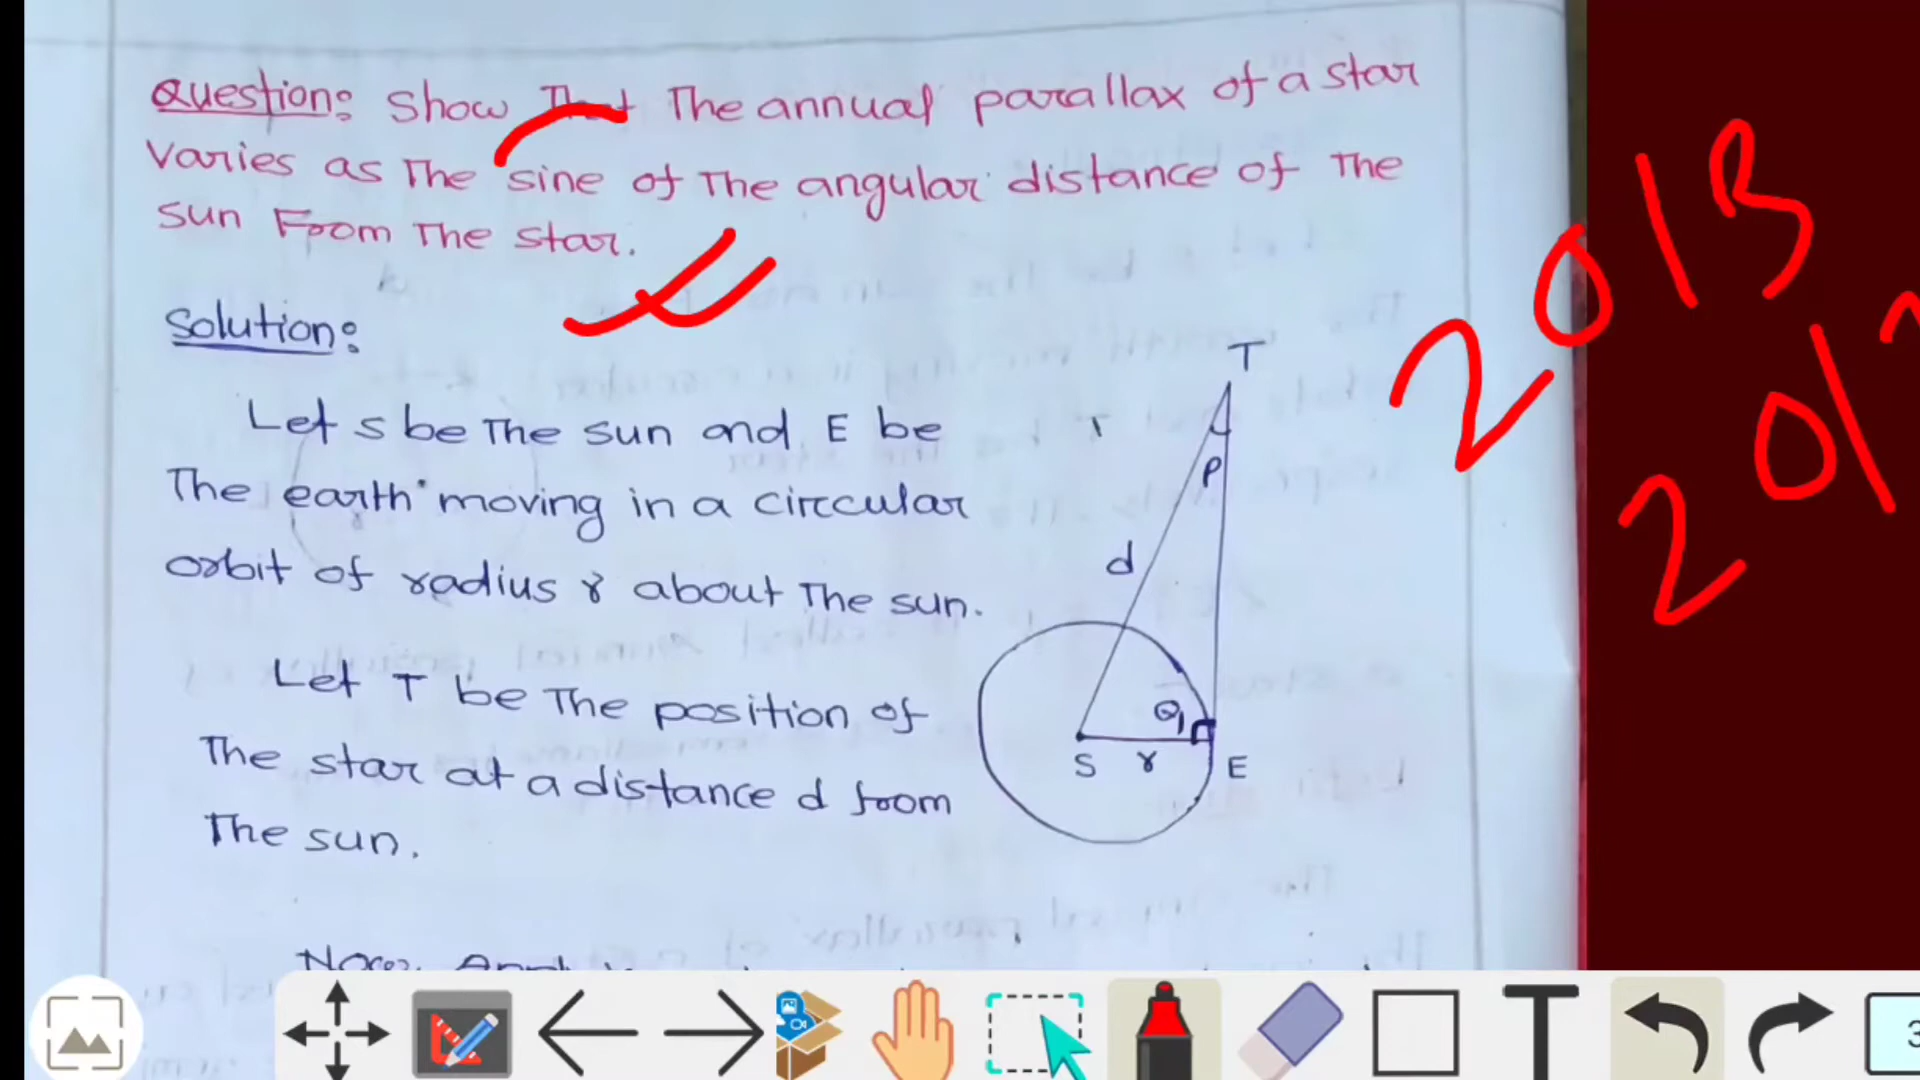 Question: Show That The annual parallax of a star
varies as The sine of The angular distance of The
sun From The star.
Solution:
Let S be The sun and E be
The earth moving in a circular
orbit of radius r about The sun.
Let T be The position of
The star at a distance d from
The sun.
Now,
T
T
P
d
θ
S r E
2013
201
T
3